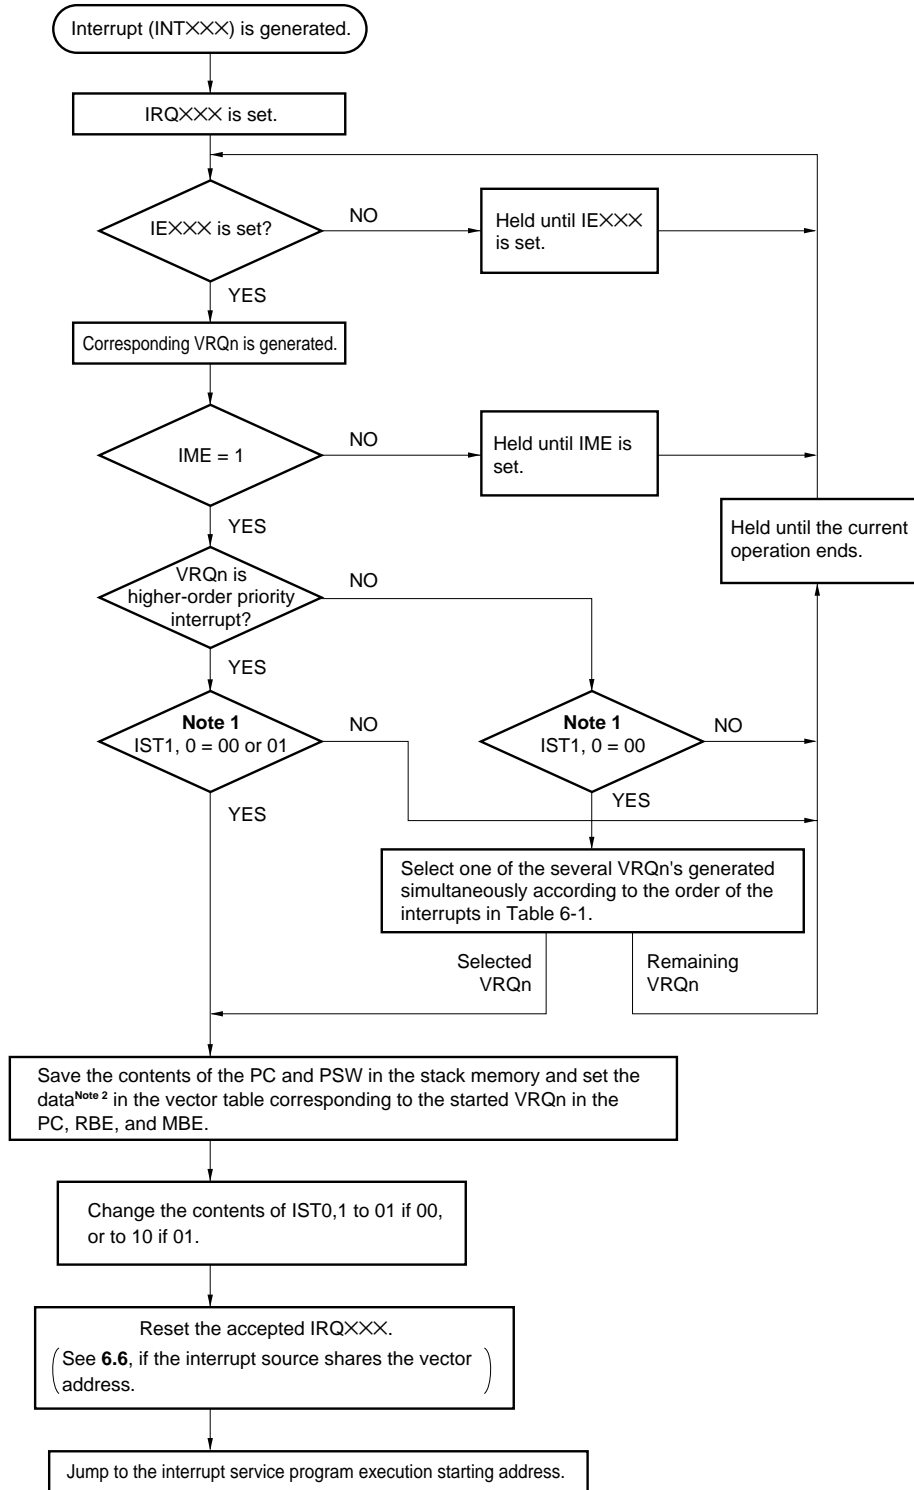 Interrupt (INT✕✕✕) is generated.
IRQ✕✕✕ is set.
IE✕✕✕ is set?
NO
Held until IE✕✕✕
is set.
YES
Corresponding VRQn is generated.
IME = 1
NO
Held until IME is
set.
YES
Held until the current
operation ends.
VRQn is
higher-order priority
interrupt?
NO
YES
Note 1
IST1, 0 = 00 or 01
NO
Note 1
IST1, 0 = 00
NO
YES
YES
Select one of the several VRQn's generated
simultaneously according to the order of the
interrupts in Table 6-1.
Selected
VRQn
Remaining
VRQn
Save the contents of the PC and PSW in the stack memory and set the
data Note 2 in the vector table corresponding to the started VRQn in the
PC, RBE, and MBE.
Change the contents of IST0,1 to 01 if 00,
or to 10 if 01.
Reset the accepted IRQ✕✕✕.
(See 6.6, if the interrupt source shares the vector
address.)
Jump to the interrupt service program execution starting address.